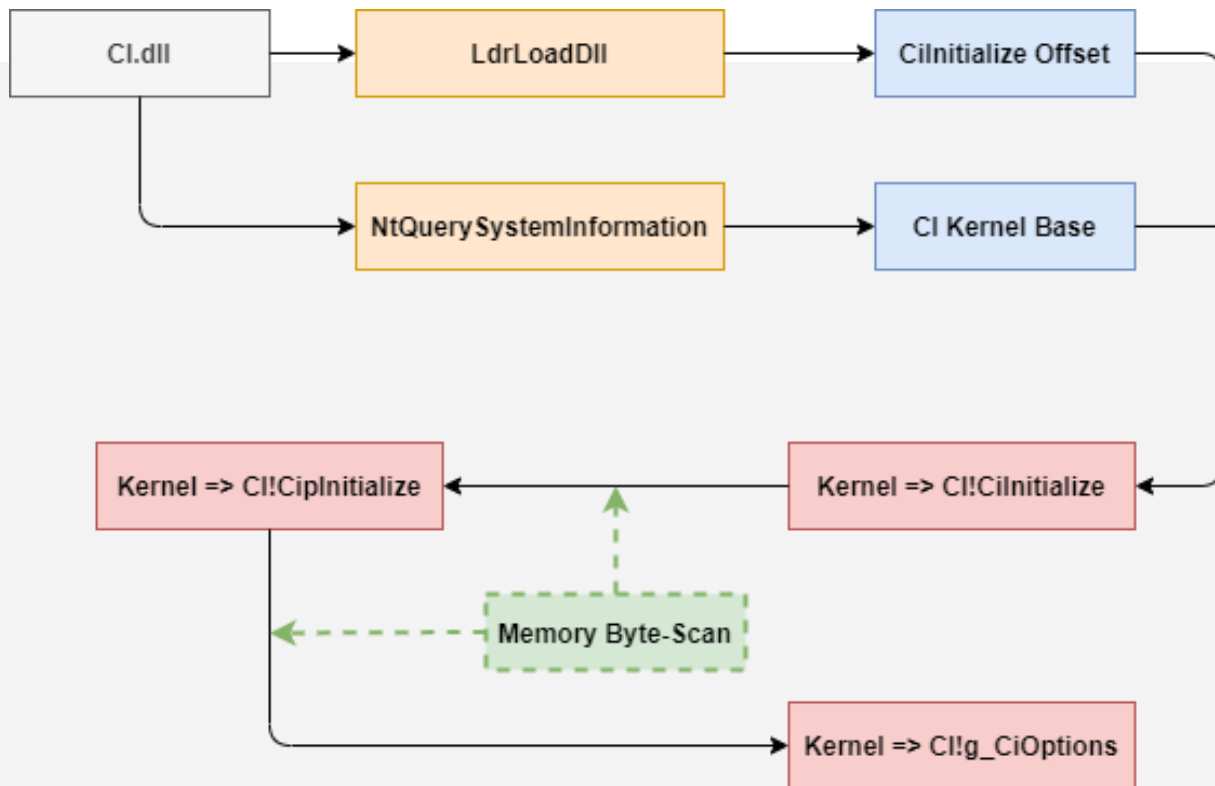 CI.dll
LdrLoadDll
CiInitialize Offset
NtQuerySystemInformation
CI Kernel Base
Kernel => CI!CipInitialize
Kernel => CI!CiInitialize
Memory Byte-Scan
Kernel => CI!g_CiOptions